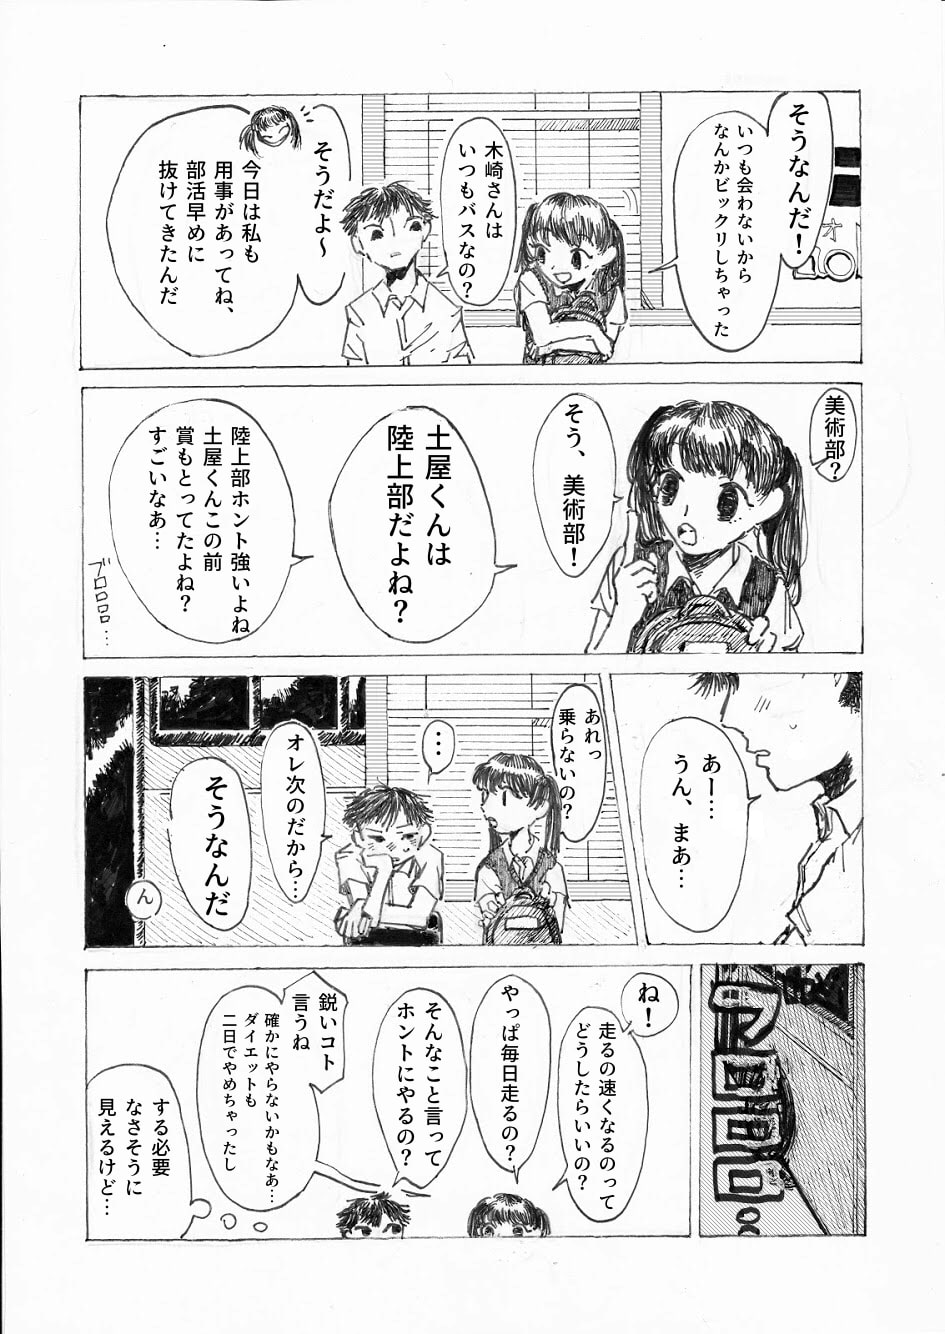 そうなんだ！
いつも会わないから
なんかビックリしちゃった
オ
木崎さんは
いつもバスなの？
そうだよ～
今日は私も
用事があってね、
部活早めに
抜けてきたんだ
美術部？
そう、美術部！
土屋くんは
陸上部だよね？
陸上部ホント強いよね
土屋くんこの前
賞もとってたよね？
すごいなあ…
ブロロロロ…
あー…
うん、まあ…
あれっ
乗らないの？
…
オレ次のだから…
そうなんだ
ん
ブロロロロ
ね！
走るの速くなるのって
どうしたらいいの？
やっぱ毎日走るの？
そんなこと言って
ホントにやるの？
鋭いコト
言うね
確かにやらないかもなあ…
ダイエットも
二日でやめちゃったし
する必要
なさそうに
見えるけど…